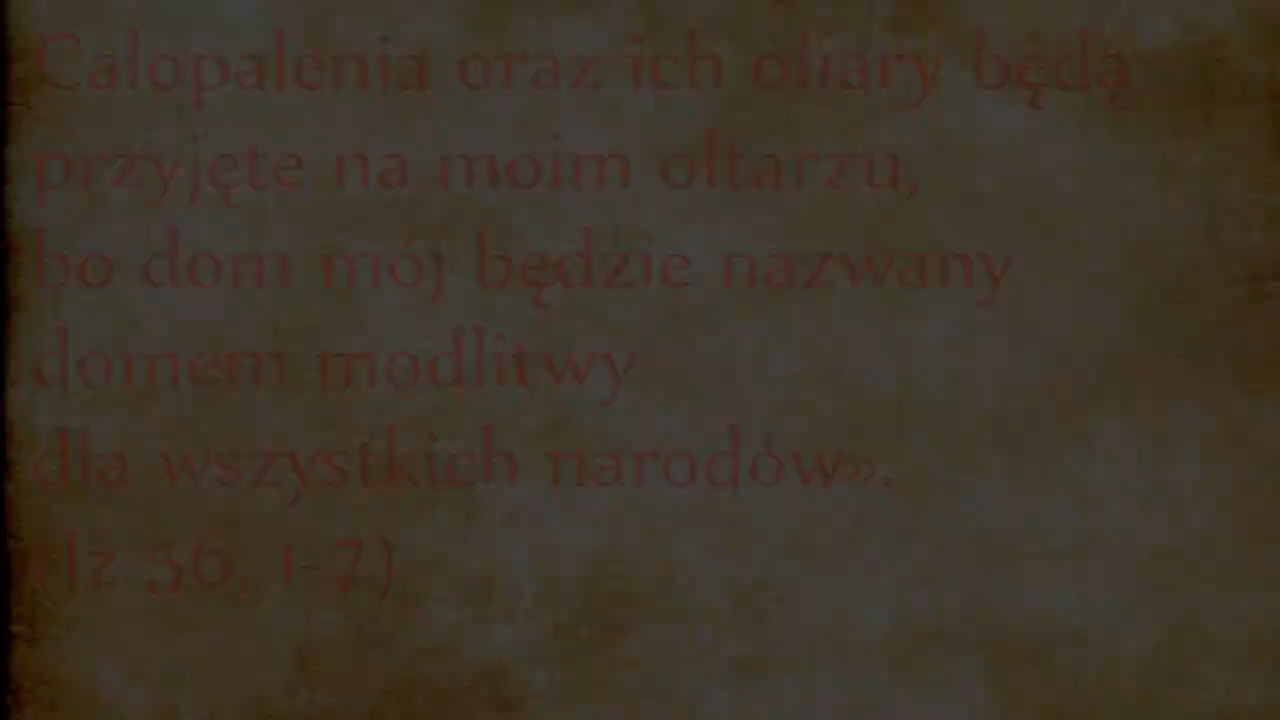 Całopalenia oraz ich ofiary będą
przyjęte na moim ołtarzu,
bo dom mój będzie nazwany
domem modlitwy
dla wszystkich narodów».
(Iz 56, 1-7)